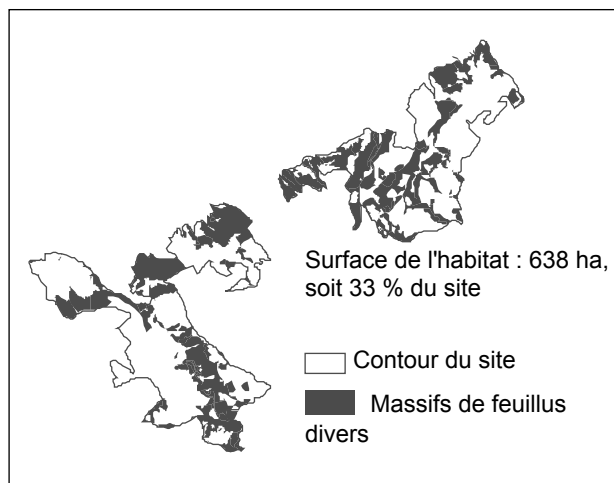 Surface de l'habitat : 638 ha,
soit 33 % du site
Contour du site
Massifs de feuillus
divers